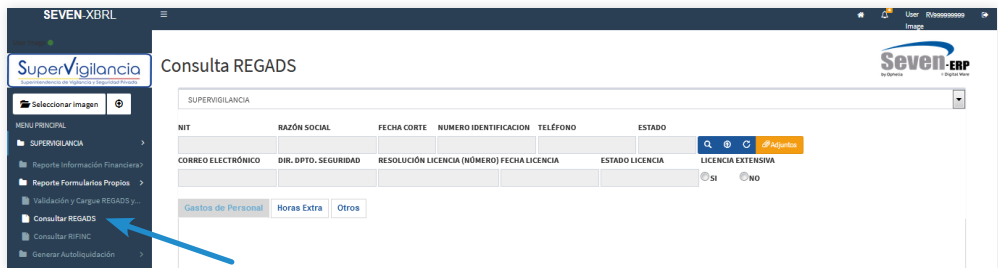 SEVEN-XBRL
User RV999999999
Image
SuperVigilancia
Superintendencia de Vigilancia y Seguridad Privada
Seleccionar imagen
MENU PRINCIPAL
SUPERVIGILANCIA
Reporte Información Financiera
Reporte Formularios Propios
Validación y Cargue REGADS y...
Consultar REGADS
Consultar RIFINC
Generar Autoliquidación
Consulta REGADS
Seven-ERP
by Ophelia
SUPERVIGILANCIA
NIT RAZÓN SOCIAL FECHA CORTE NUMERO IDENTIFICACION TELÉFONO ESTADO
Adjuntos
CORREO ELECTRÓNICO DIR. DPTO. SEGURIDAD RESOLUCIÓN LICENCIA (NÚMERO) FECHA LICENCIA ESTADO LICENCIA LICENCIA EXTENSIVA
SI NO
Gastos de Personal Horas Extra Otros